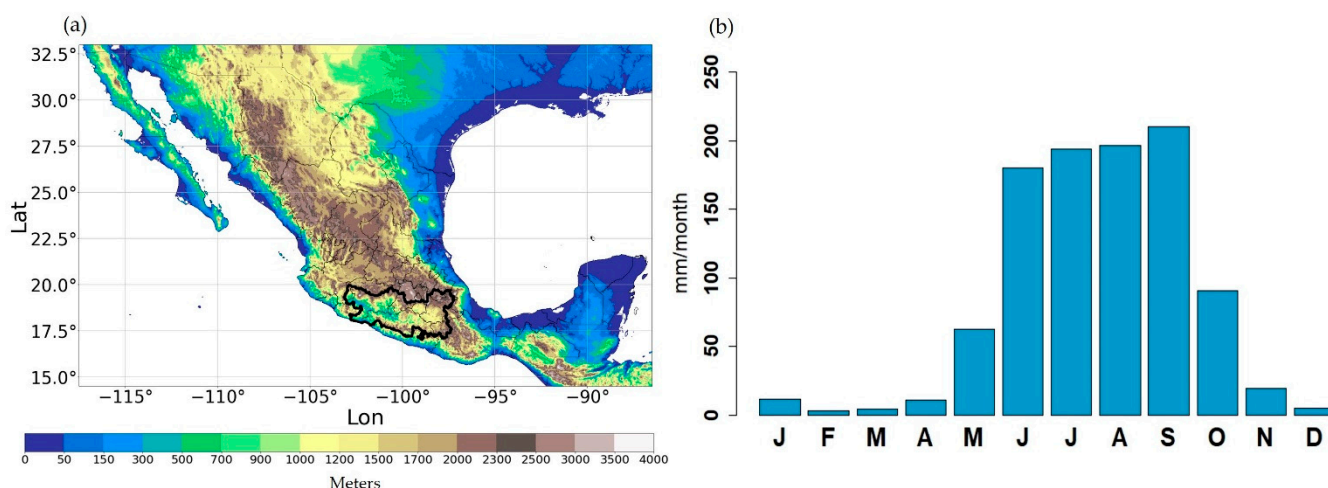 (a)
32.5°
30.0°
27.5°
25.0°
22.5°
20.0°
17.5°
15.0°
Lat
−115° −110° −105° −100° −95° −90°
Lon
0 50 150 300 500 700 900 1000 1200 1500 1700 2000 2300 2500 3000 3500 4000
Meters
(b)
250
200
150
100
50
0
mm/month
J F M A M J J A S O N D